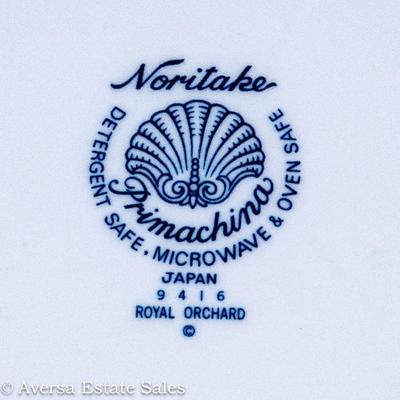 Noritake
DETERGENT SAFE, MICROWAVE & OVEN SAFE
Primachina
JAPAN
9416
ROYAL ORCHARD
©
© Aversa Estate Sales